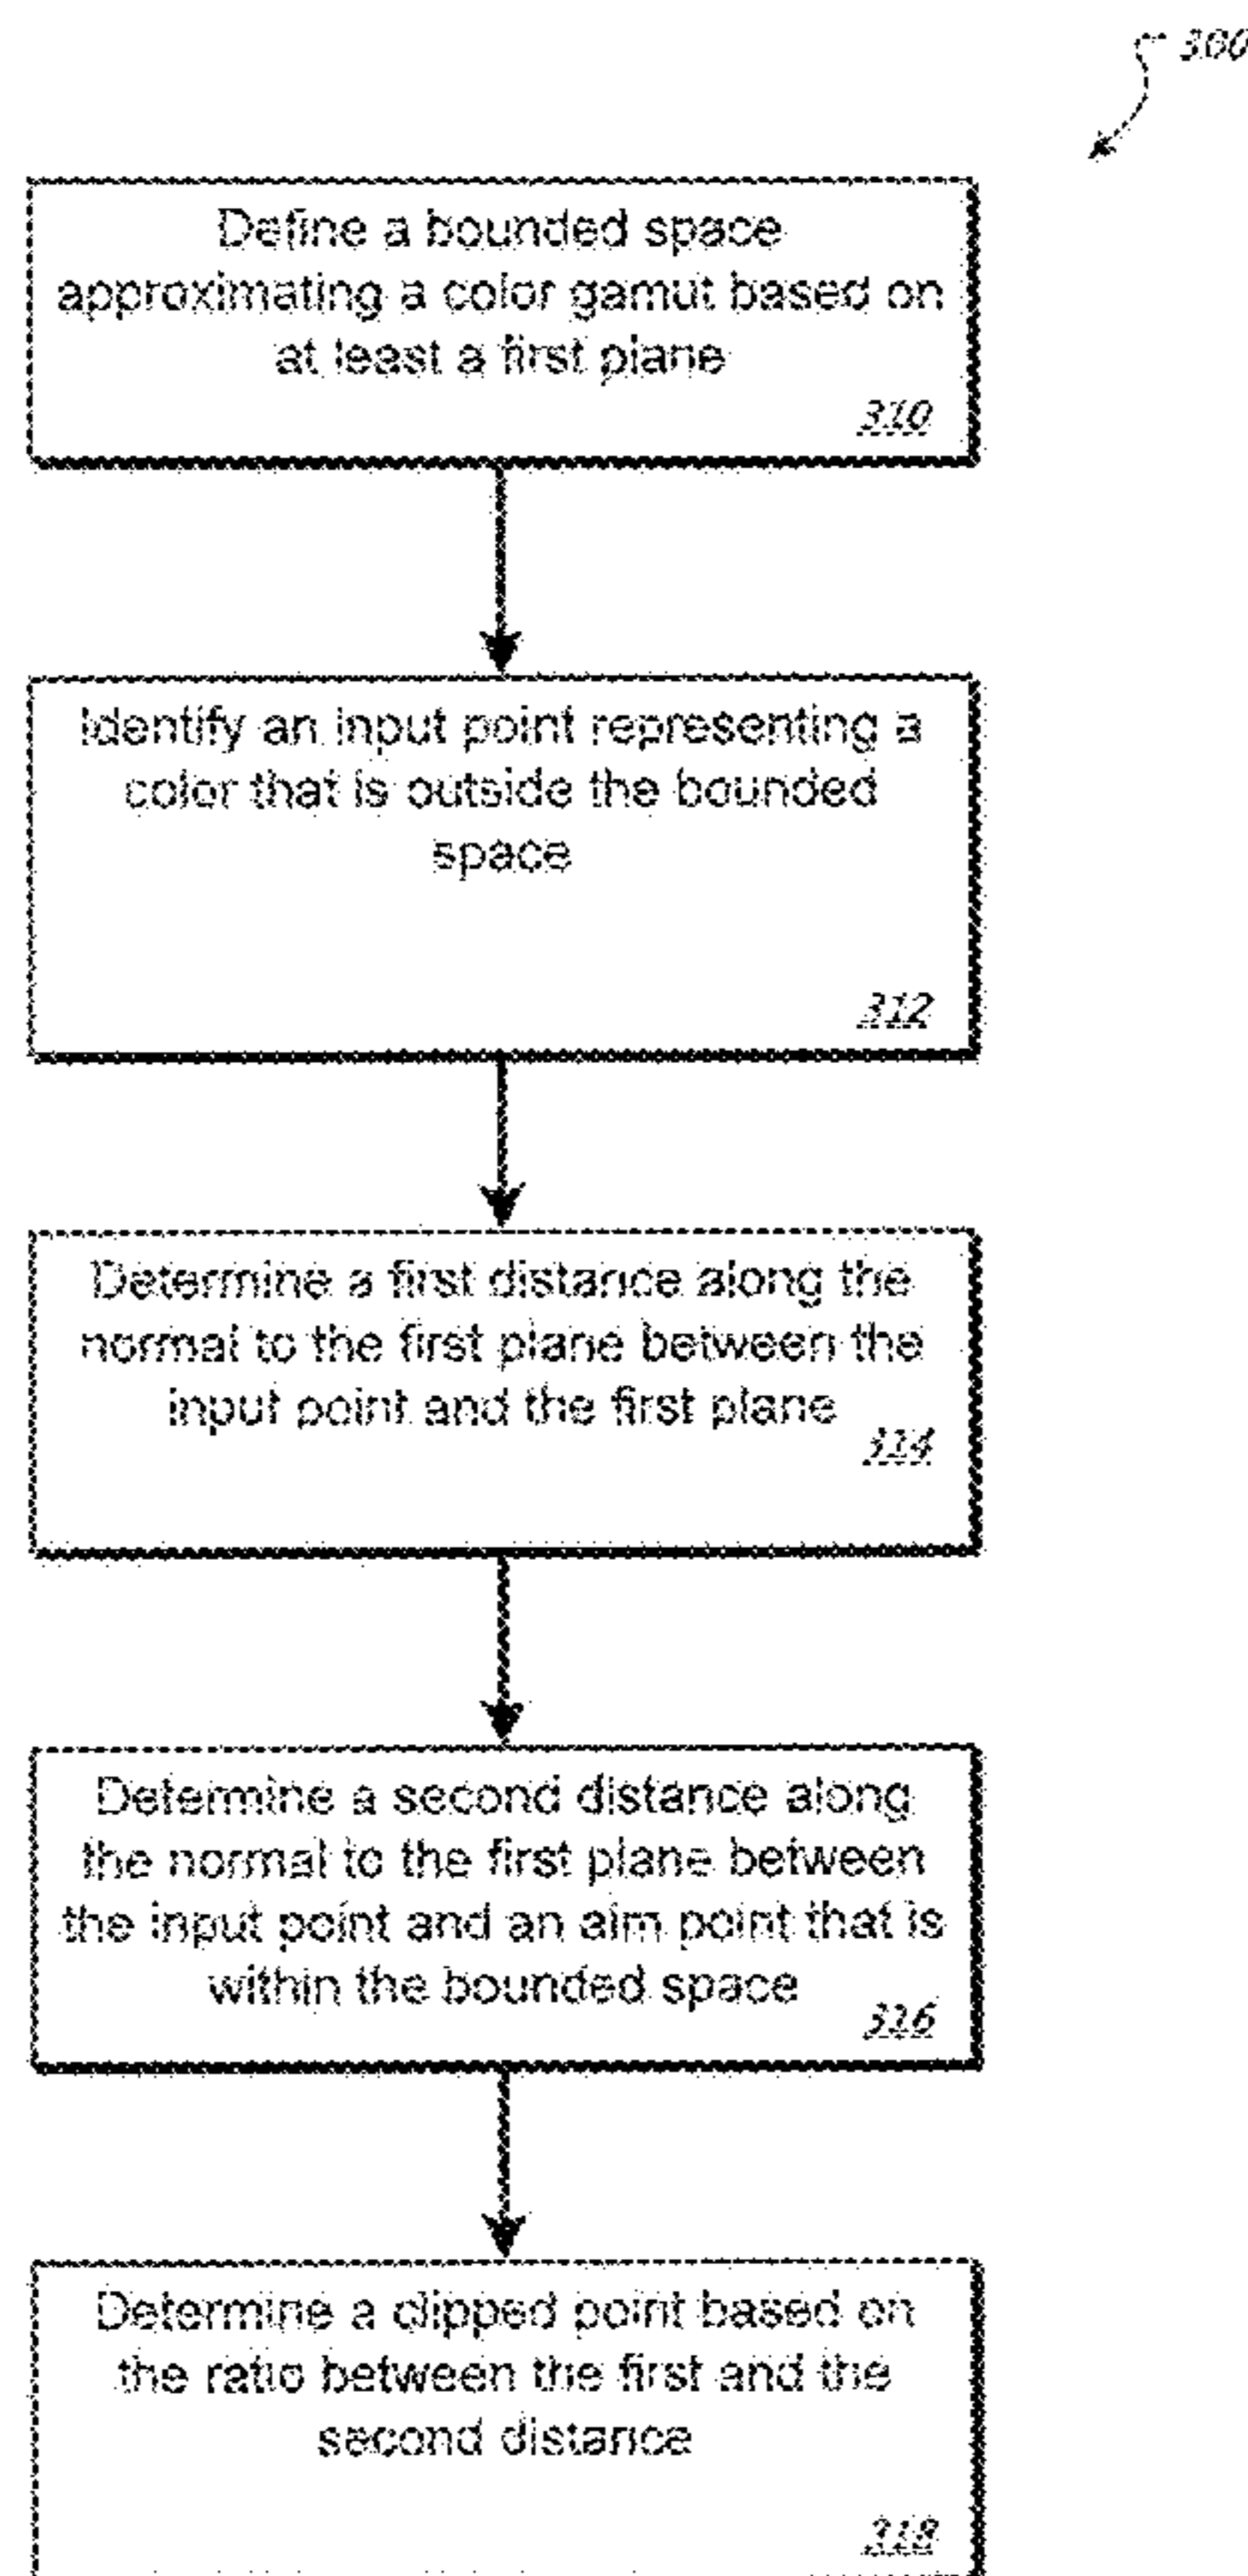 300
Define a bounded space
approximating a color gamut based on
at least a first plane
310
Identify an input point representing a
color that is outside the bounded
space
312
Determine a first distance along the
normal to the first plane between the
input point and the first plane
314
Determine a second distance along
the normal to the first plane between
the input point and an aim point that is
within the bounded space
316
Determine a clipped point based on
the ratio between the first and the
second distance
318